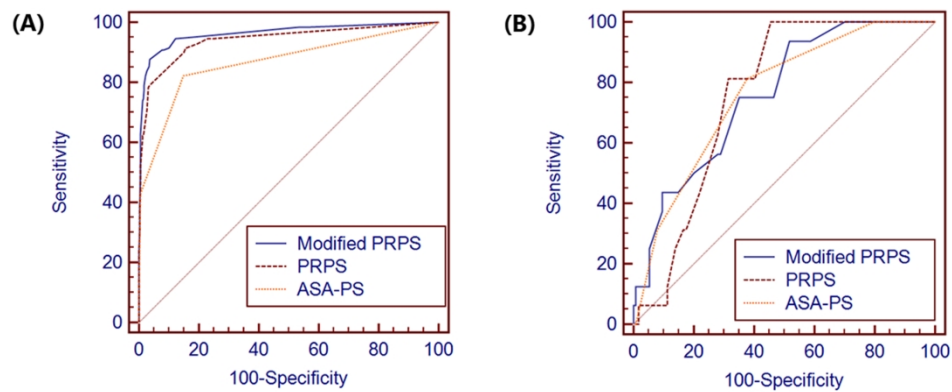 (A)
100
80
60
40
20
0
Sensitivity
Modified PRPS
PRPS
ASA-PS
0 20 40 60 80 100
100-Specificity
(B)
100
80
60
40
20
0
Sensitivity
Modified PRPS
PRPS
ASA-PS
0 20 40 60 80 100
100-Specificity